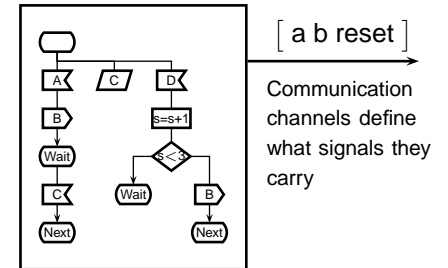 [ a b reset ]
A
C
D
B
s=s+1
Wait
s<3
C
Wait
B
Next
Next
Communication
channels define
what signals they
carry